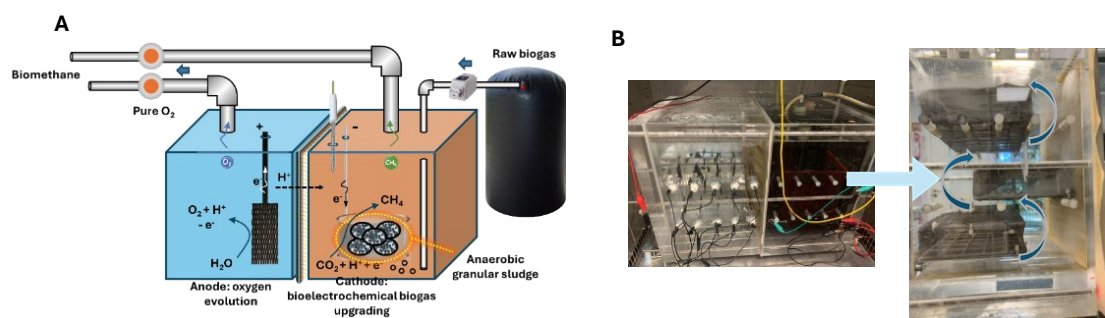 A
B
Raw biogas
Biomethane
Pure O₂
+
-
O₂
CH₄
e⁻
H⁺
e⁻
CH₄
O₂ + H⁺
- e⁻
H₂O
CO₂ + H⁺ + e⁻
Anaerobic
granular sludge
Anode: oxygen
evolution
Cathode:
bioelectrochemical biogas
upgrading